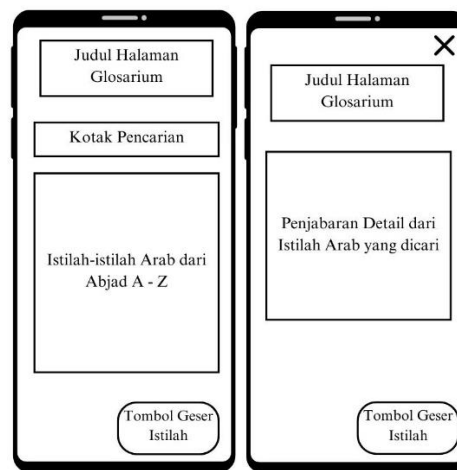 Judul Halaman
Glosarium
Kotak Pencarian
Istilah-istilah Arab dari
Abjad A - Z
Tombol Geser
Istilah
Judul Halaman
Glosarium
Penjabaran Detail dari
Istilah Arab yang dicari
Tombol Geser
Istilah